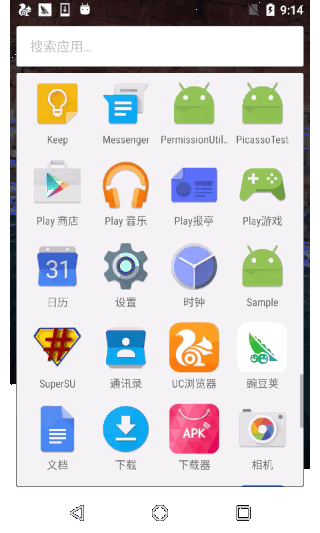 9:14
搜索应用...
Keep
Messenger
PermissionUtil..
PicassoTest
Play 商店
Play 音乐
Play报亭
Play游戏
31
日历
设置
时钟
Sample
SuperSU
通讯录
UC浏览器
豌豆荚
APK
文档
下载
下载器
相机